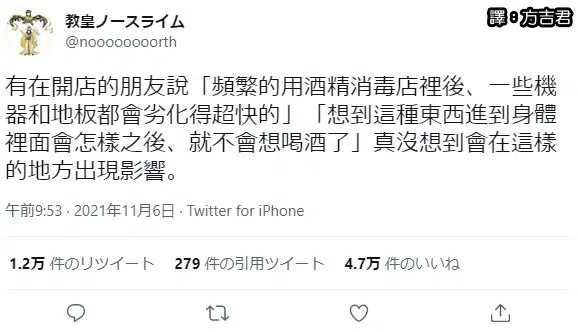 譯:方吉君
教皇ノースライム
@noooooooorth
有在開店的朋友說「頻繁的用酒精消毒店裡後、一些機
器和地板都會劣化得超快的」「想到這種東西進到身體
裡面會怎樣之後、就不會想喝酒了」真沒想到會在這樣
的地方出現影響。
午前9:53 · 2021年11月6日 · Twitter for iPhone
1.2万 件のリツイート 279 件の引用ツイート 4.7万 件のいいね